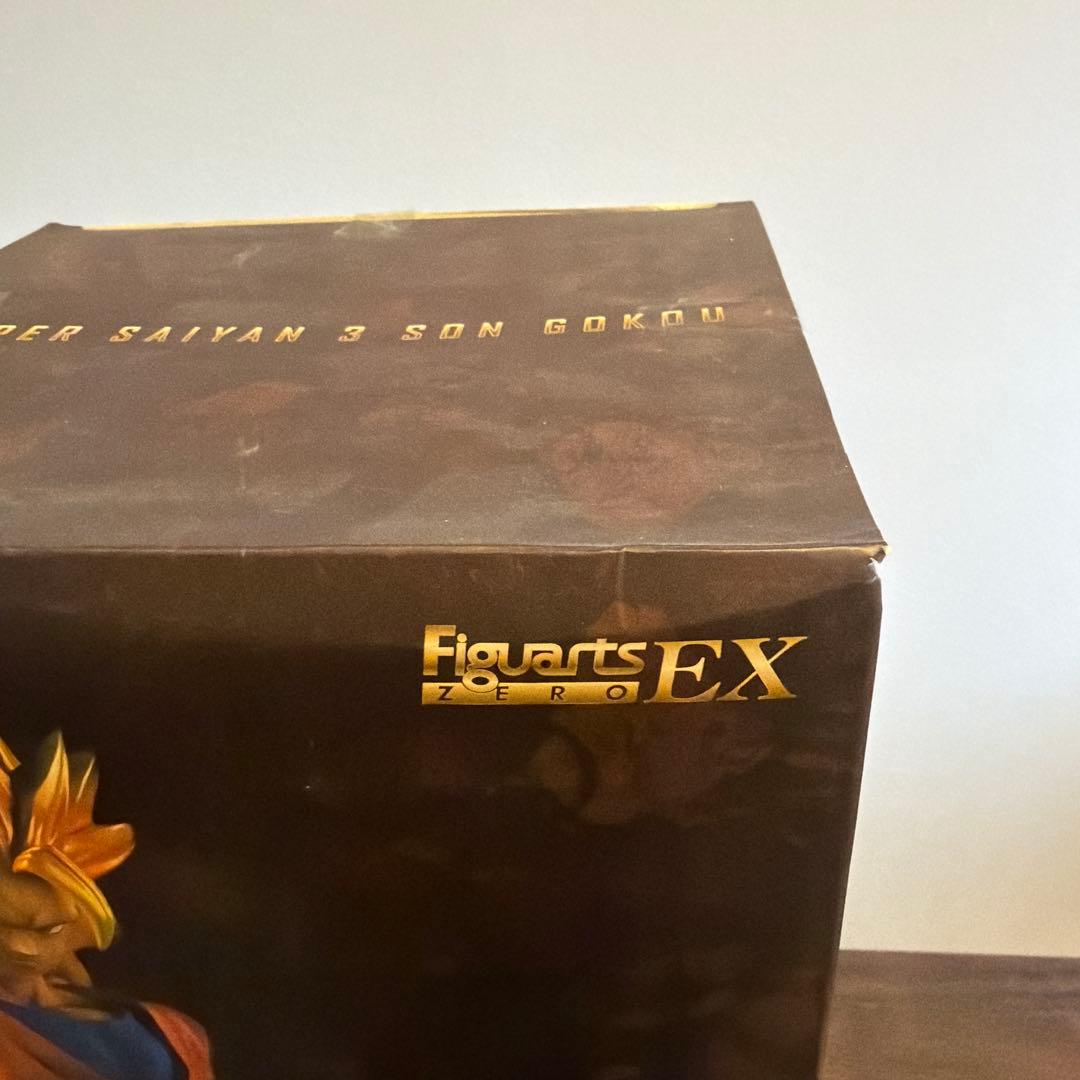 PER SAIYAN 3 SON GOKOU
Figuarts EX
ZERO